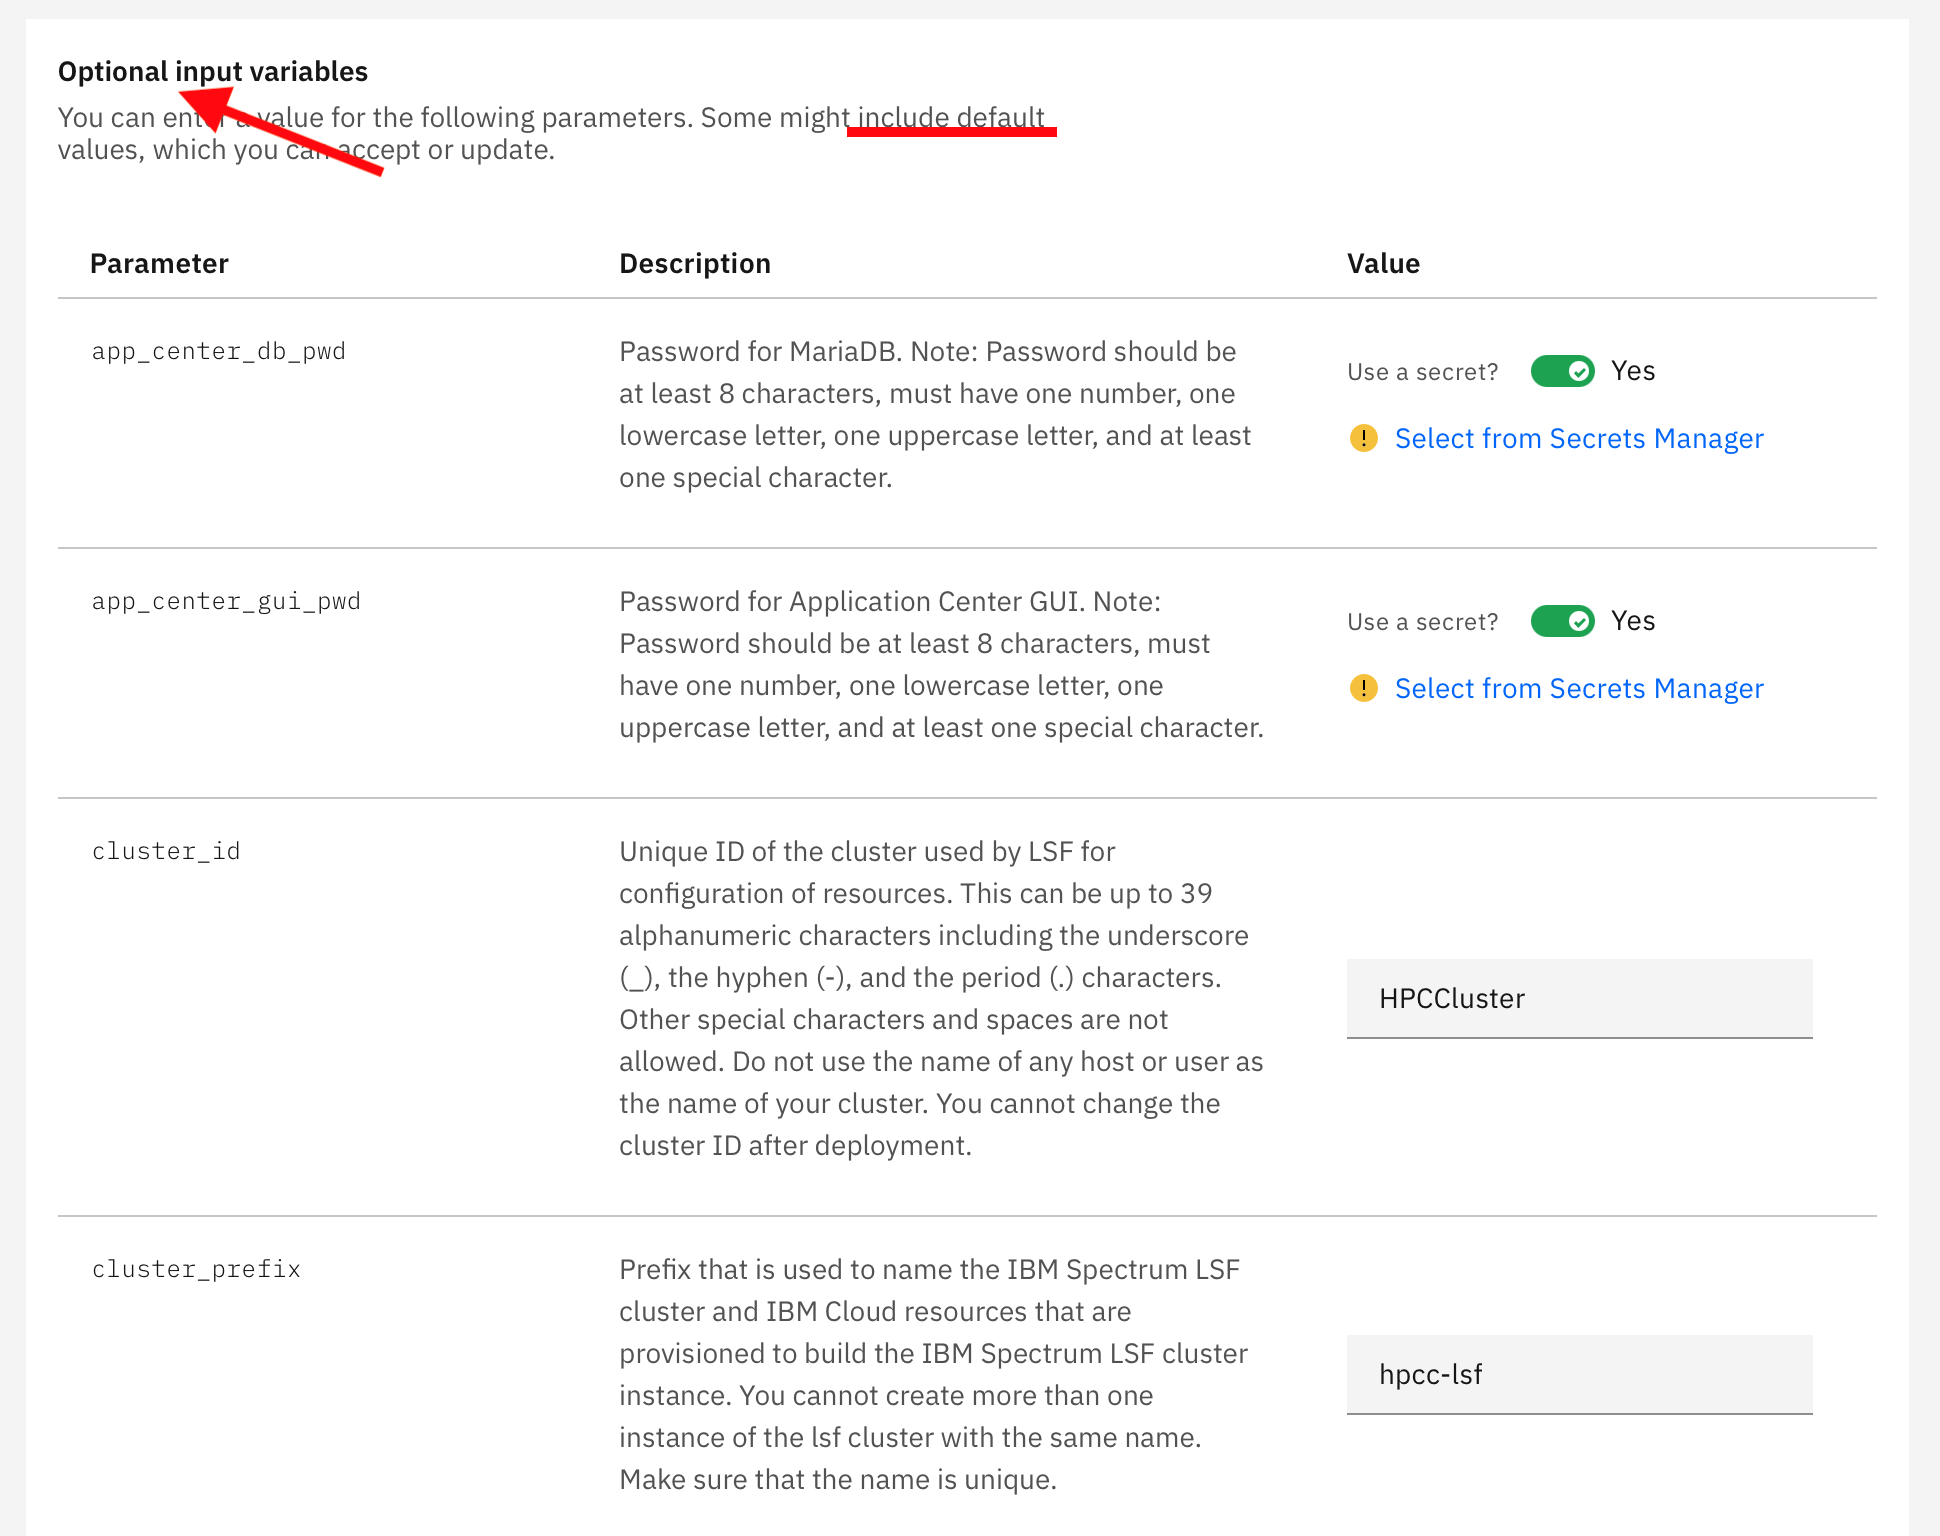 Optional input variables
You can enter a value for the following parameters. Some might include default
values, which you can accept or update.
Parameter Description Value
app_center_db_pwd
Password for MariaDB. Note: Password should be
at least 8 characters, must have one number, one
lowercase letter, one uppercase letter, and at least
one special character.
Use a secret? Yes
Select from Secrets Manager
app_center_gui_pwd
Password for Application Center GUI. Note:
Password should be at least 8 characters, must
have one number, one lowercase letter, one
uppercase letter, and at least one special character.
Use a secret? Yes
Select from Secrets Manager
cluster_id
Unique ID of the cluster used by LSF for
configuration of resources. This can be up to 39
alphanumeric characters including the underscore
(_), the hyphen (-), and the period (.) characters.
Other special characters and spaces are not
allowed. Do not use the name of any host or user as
the name of your cluster. You cannot change the
cluster ID after deployment.
HPCCluster
cluster_prefix
Prefix that is used to name the IBM Spectrum LSF
cluster and IBM Cloud resources that are
provisioned to build the IBM Spectrum LSF cluster
instance. You cannot create more than one
instance of the lsf cluster with the same name.
Make sure that the name is unique.
hpcc-lsf